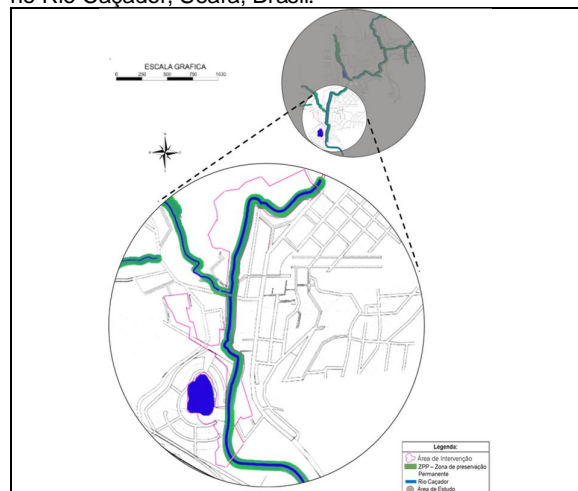 no Rio Caçador, Ceará, Brasil.
ESCALA GRAFICA
0 250 500 750 1000
Legenda:
Área de Intervenção
ZPP – Zona de preservação
Permanente
Rio Caçador
Área de Estudo